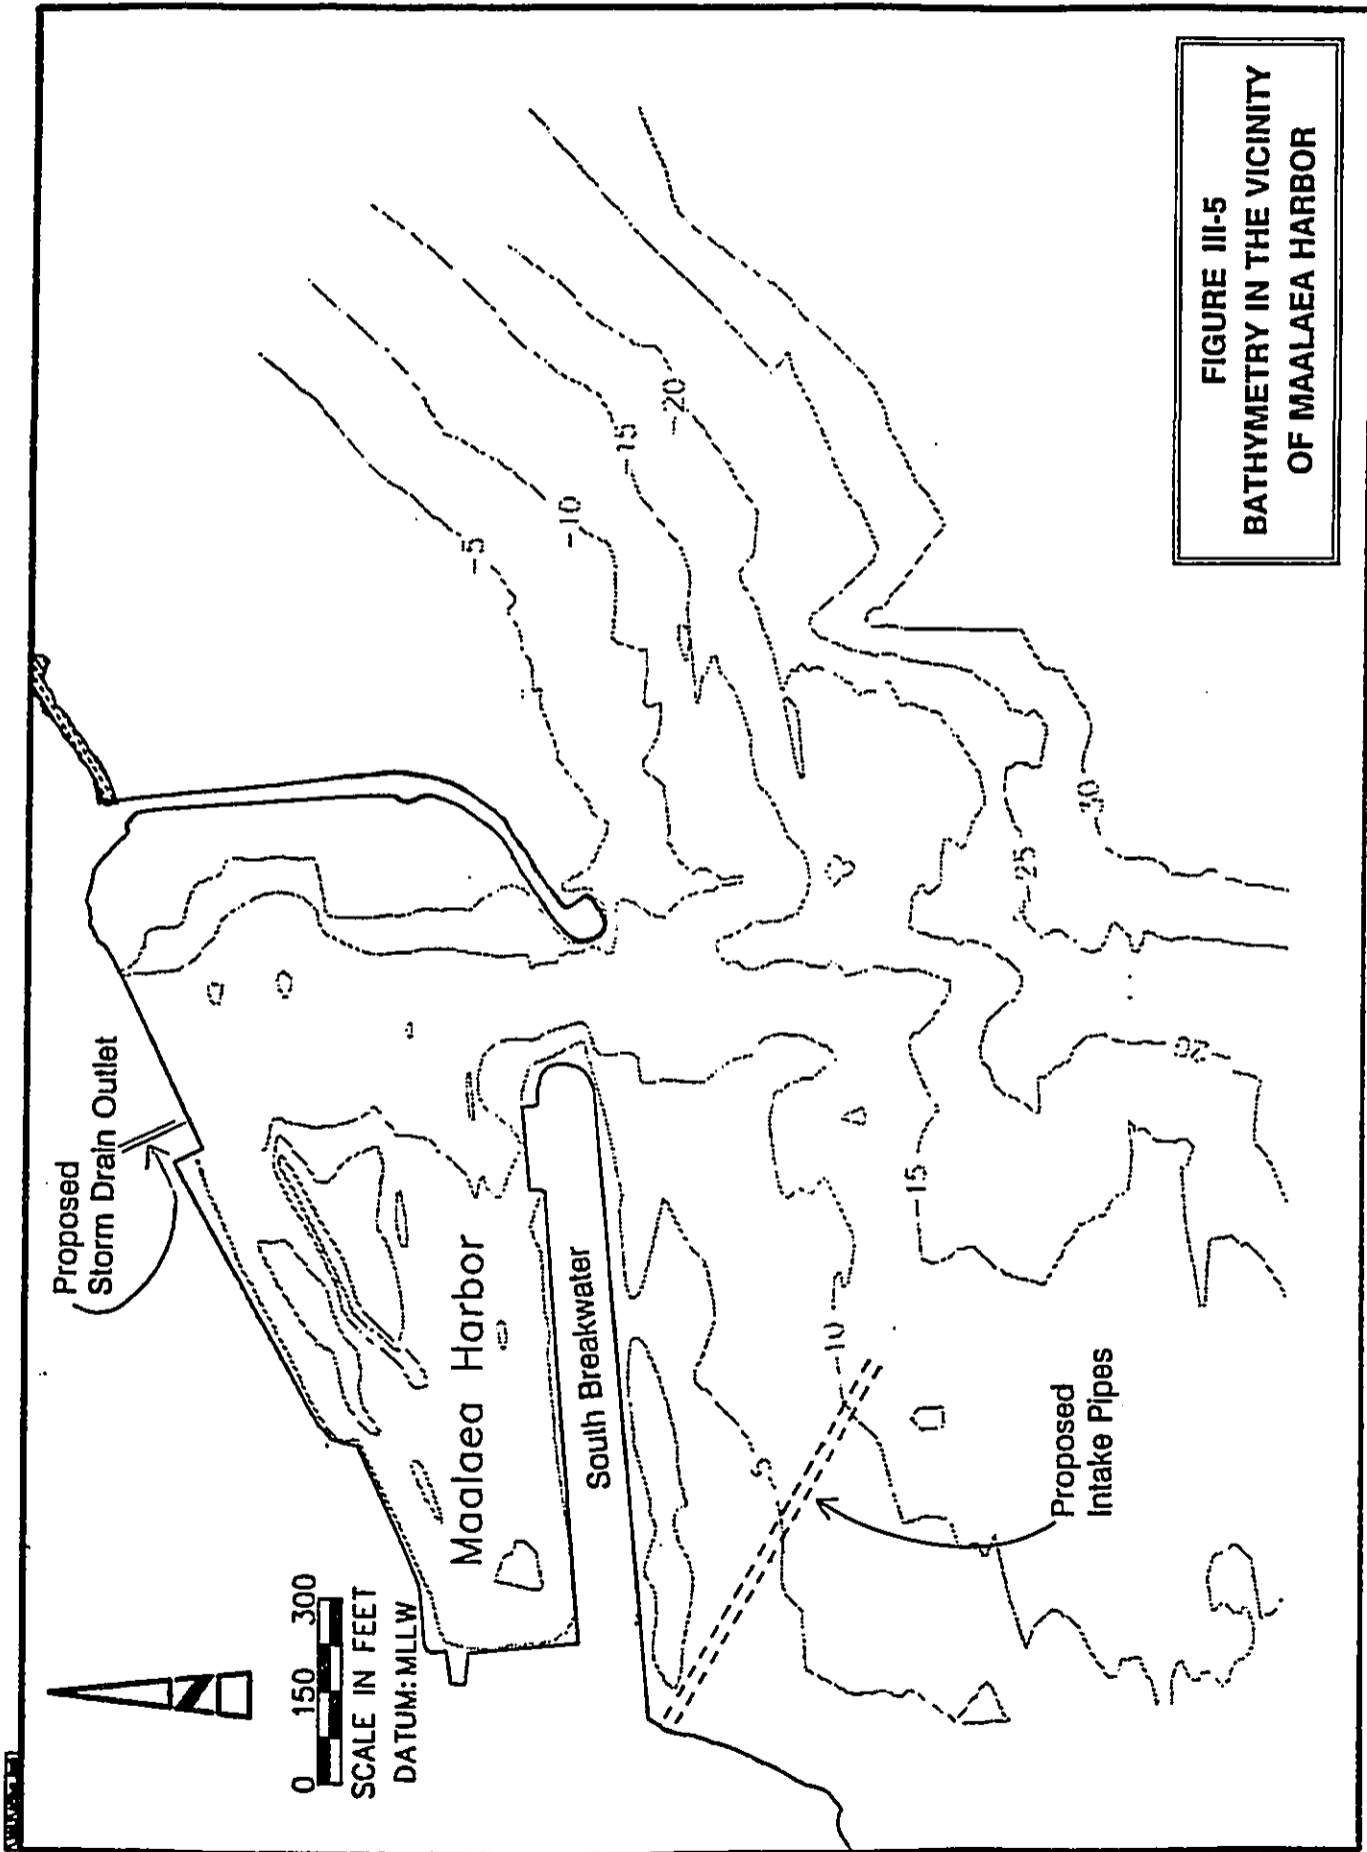 Proposed
Storm Drain Outlet
0 150 300
SCALE IN FEET
DATUM: MLLW
Maalaea Harbor
South Breakwater
-5
-10
-15
-20
5
-10
-15
20
-25
30
Proposed
Intake Pipes
FIGURE III-5
BATHYMETRY IN THE VICINITY
OF MAALAEA HARBOR